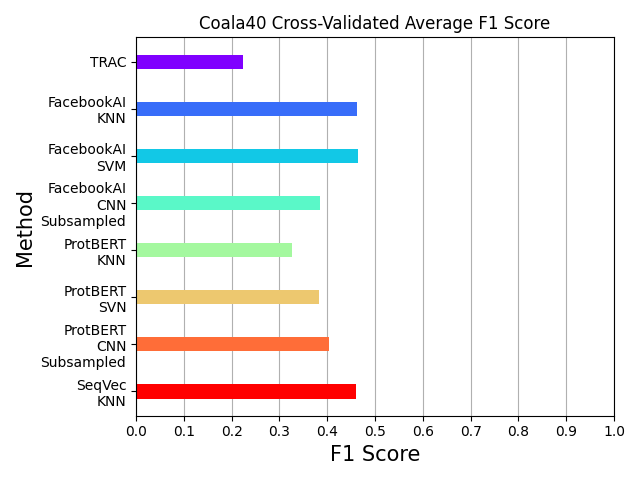 Coala40 Cross-Validated Average F1 Score
Method
TRAC
FacebookAI
KNN
FacebookAI
SVM
FacebookAI
CNN
Subsampled
ProtBERT
KNN
ProtBERT
SVN
ProtBERT
CNN
Subsampled
SeqVec
KNN
0.0 0.1 0.2 0.3 0.4 0.5 0.6 0.7 0.8 0.9 1.0
F1 Score